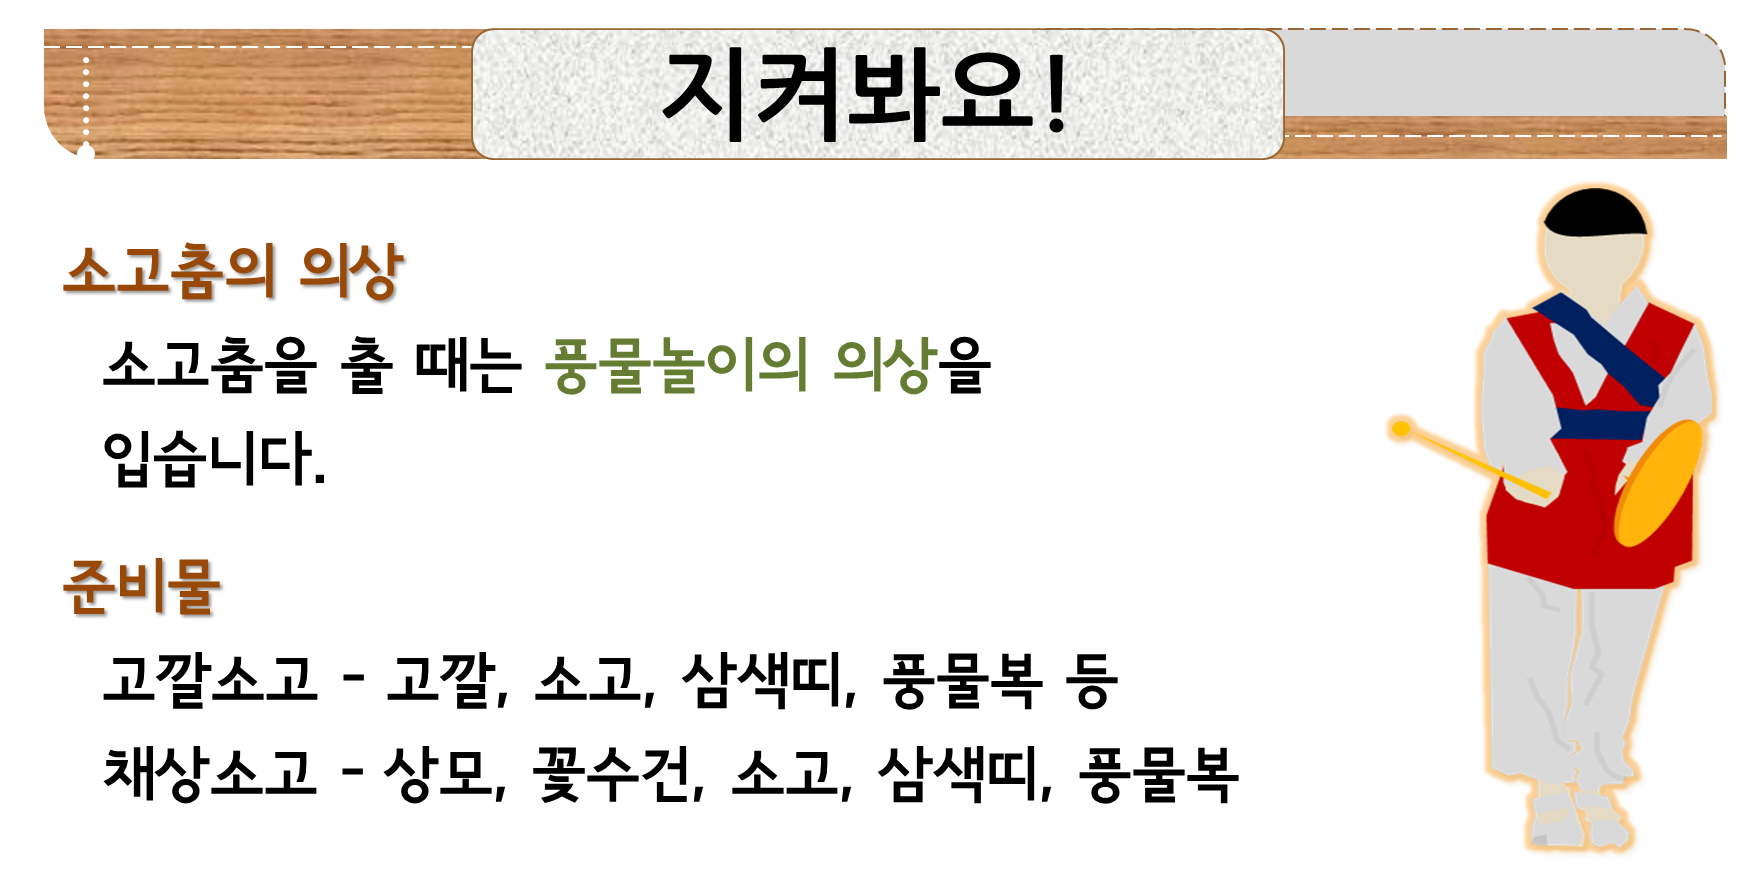 지켜봐요!
소고춤의 의상
소고춤을 출 때는 풍물놀이의 의상을
입습니다.
준비물
고깔소고 - 고깔, 소고, 삼색띠, 풍물복 등
채상소고 - 상모, 꽃수건, 소고, 삼색띠, 풍물복